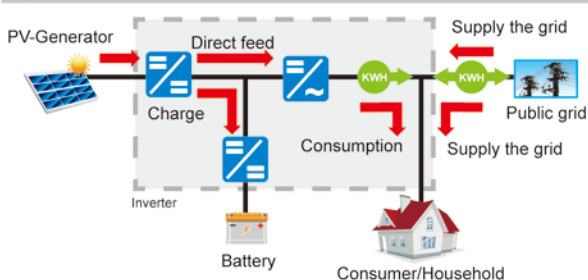 Supply the grid
PV-Generator
Direct feed
KWH
KWH
Charge
Public grid
Consumption
Supply the grid
Inverter
Battery
Consumer/Household